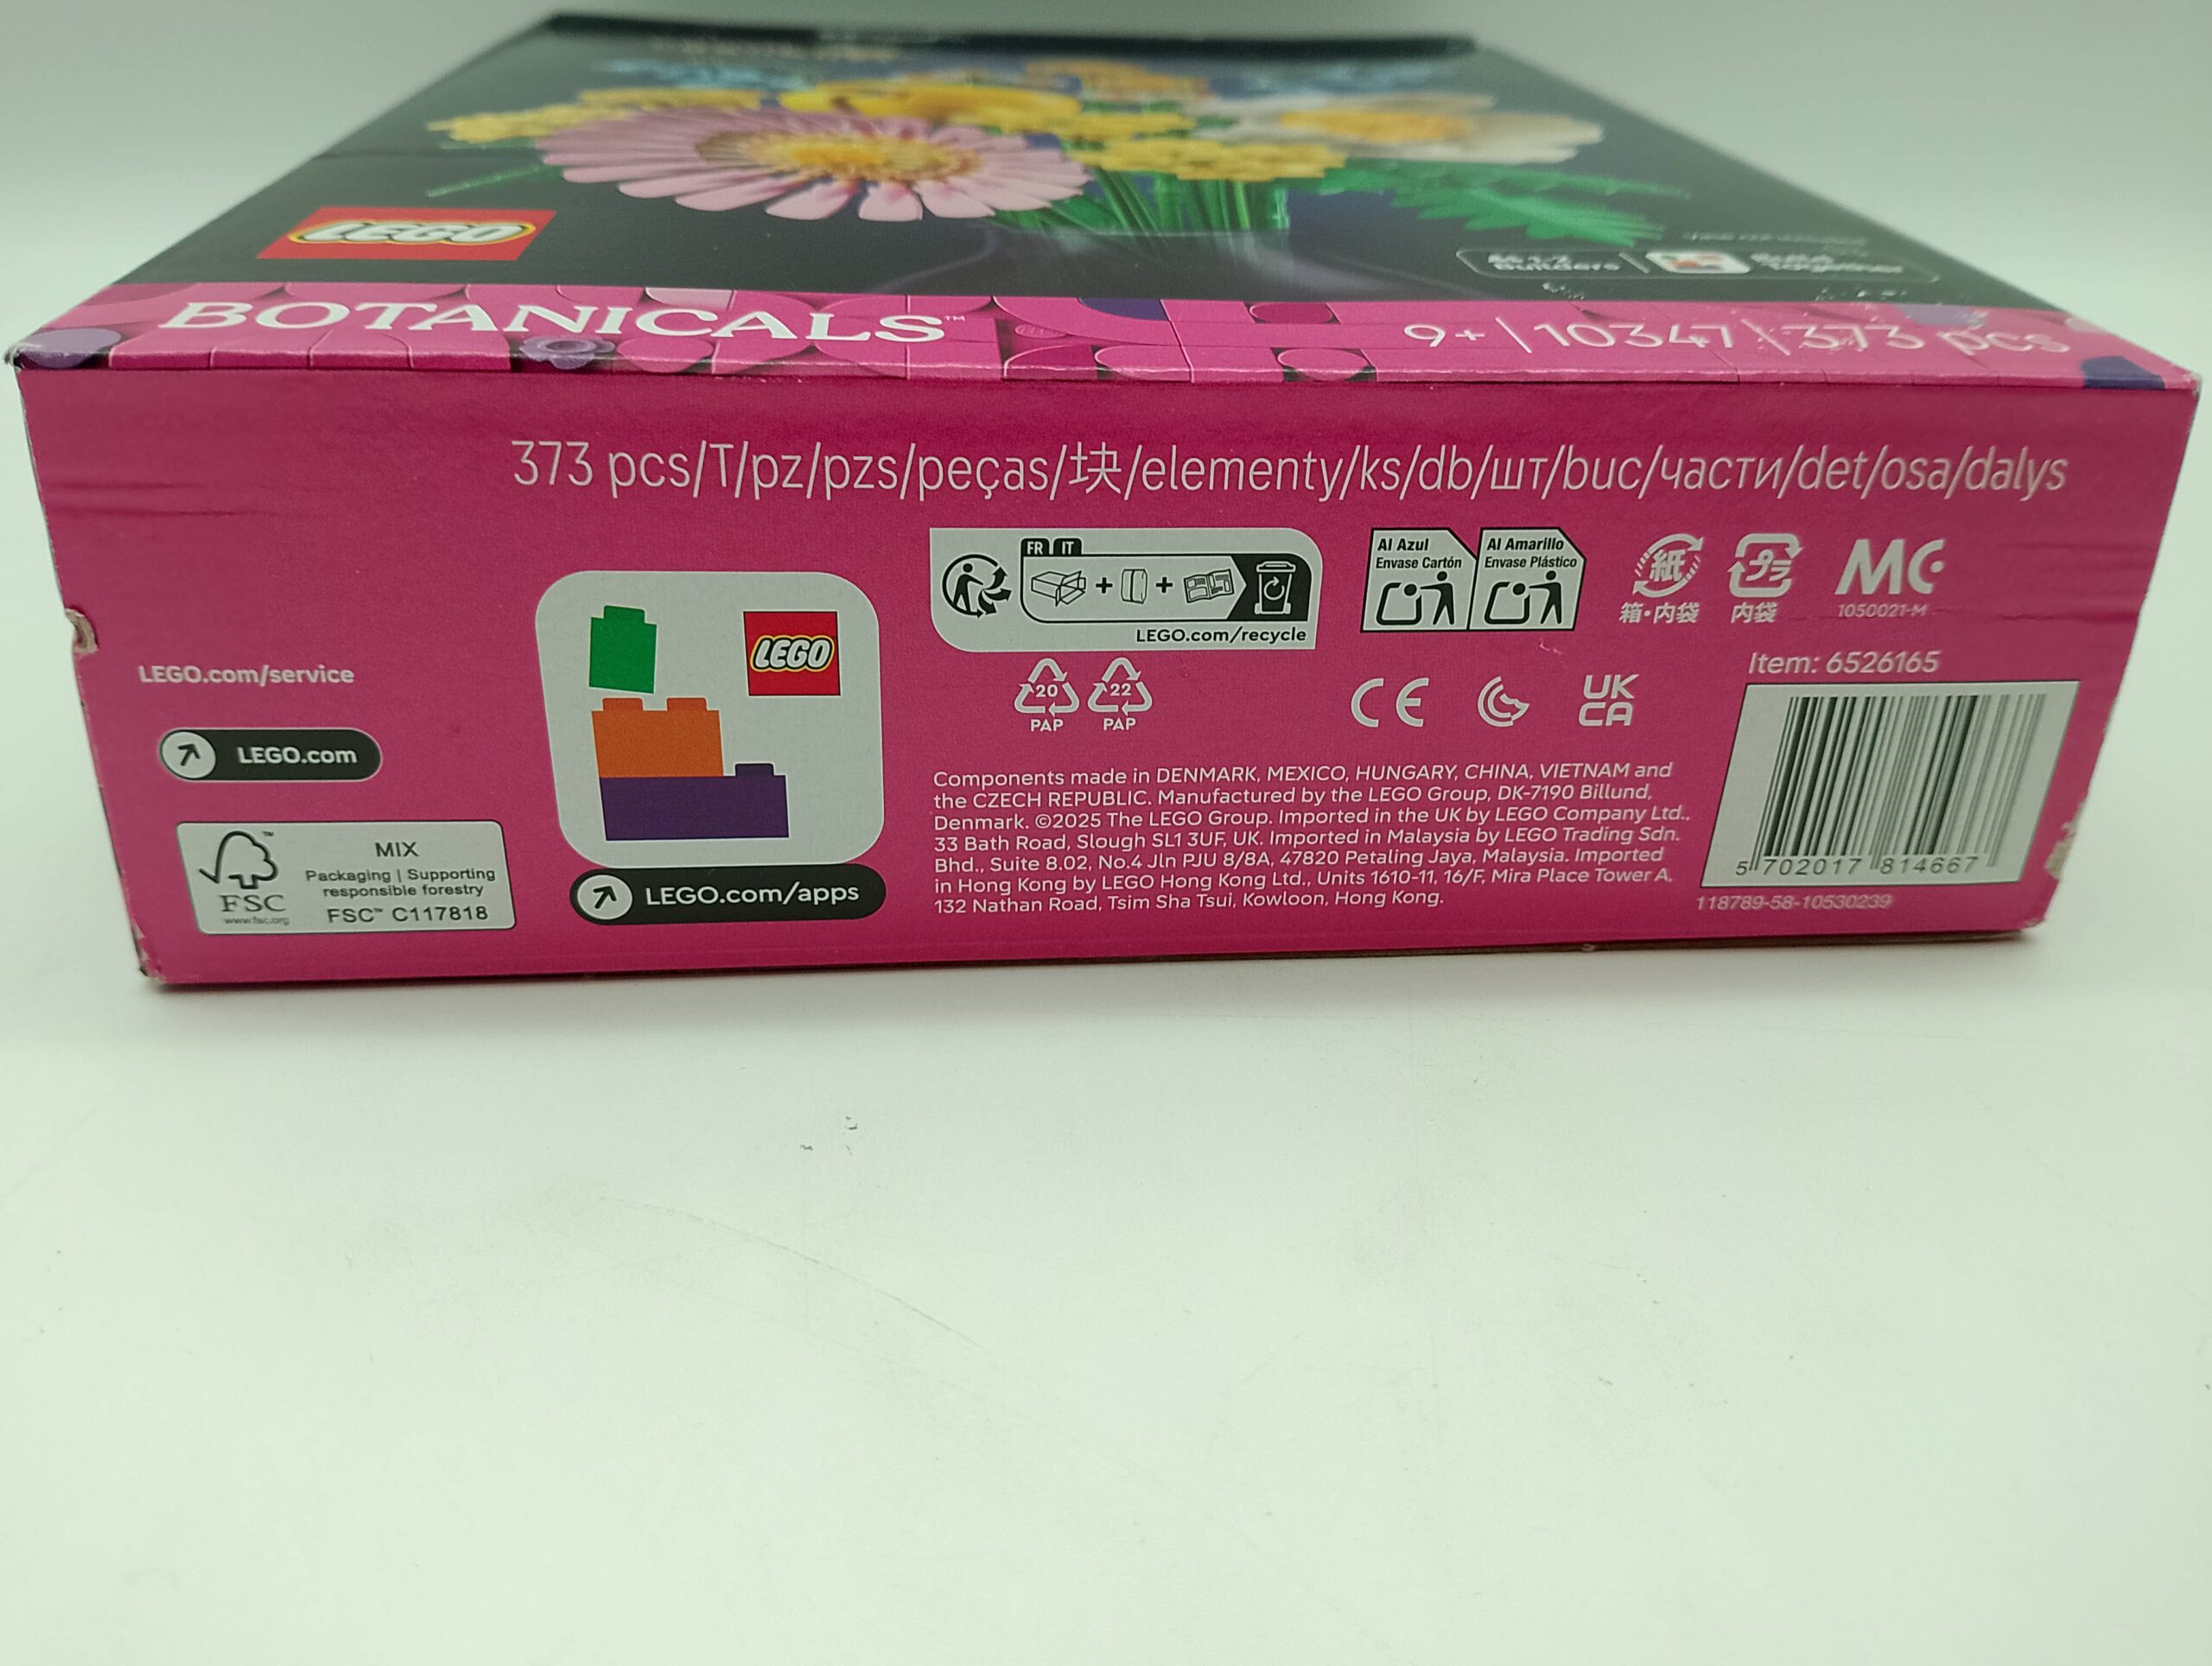 LEGO
BOTANICALS™
9+ | 10347 | 373 pcs
Builders
Together
373 pcs/T/pz/pzs/peças/块/elementy/ks/db/шт/buc/части/det/osa/dalys
LEGO.com/service
LEGO.com
FSC
www.fsc.org
MIX
Packaging | Supporting
responsible forestry
FSC™ C117818
LEGO
LEGO.com/apps
FR IT
+ +
LEGO.com/recycle
20
PAP
22
PAP
Al Azul
Envase Cartón
Al Amarillo
Envase Plástico
紙
箱・内袋
プラ
内袋
MC
1050021-M
CE
UK
CA
Components made in DENMARK, MEXICO, HUNGARY, CHINA, VIETNAM and
the CZECH REPUBLIC. Manufactured by the LEGO Group, DK-7190 Billund,
Denmark. ©2025 The LEGO Group. Imported in the UK by LEGO Company Ltd.,
33 Bath Road, Slough SL1 3UF, UK. Imported in Malaysia by LEGO Trading Sdn.
Bhd., Suite 8.02, No.4 Jln PJU 8/8A, 47820 Petaling Jaya, Malaysia. Imported
in Hong Kong by LEGO Hong Kong Ltd., Units 1610-11, 16/F, Mira Place Tower A,
132 Nathan Road, Tsim Sha Tsui, Kowloon, Hong Kong.
Item: 6526165
5 702017 814667
118789-58-10530239